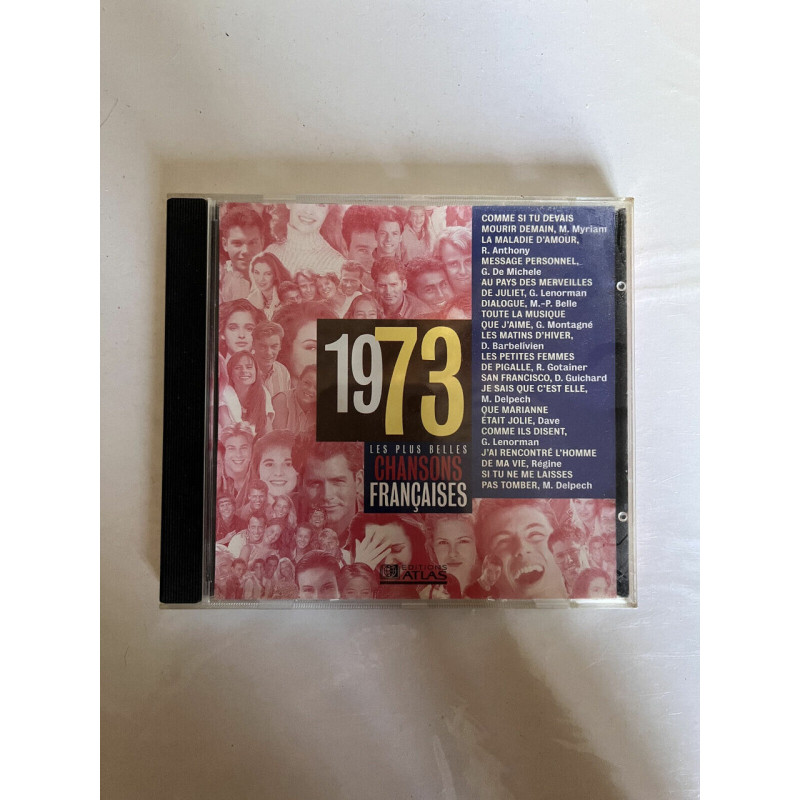 1973
LES PLUS BELLES
CHANSONS
FRANÇAISES
COMME SI TU DEVAIS
MOURIR DEMAIN, M. Myriam
LA MALADIE D'AMOUR,
R. Anthony
MESSAGE PERSONNEL,
G. De Michele
AU PAYS DES MERVEILLES
DE JULIET, G. Lenorman
DIALOGUE, M.-P. Belle
TOUTE LA MUSIQUE
QUE J'AIME, G. Montagné
LES MATINS D'HIVER,
D. Barbelivien
LES PETITES FEMMES
DE PIGALLE, R. Gotainer
SAN FRANCISCO, D. Guichard
JE SAIS QUE C'EST ELLE,
M. Delpech
QUE MARIANNE
ÉTAIT JOLIE, Dave
COMME ILS DISENT,
G. Lenorman
J'AI RENCONTRÉ L'HOMME
DE MA VIE, Régine
SI TU NE ME LAISSES
PAS TOMBER, M. Delpech
EDITIONS
ATLAS